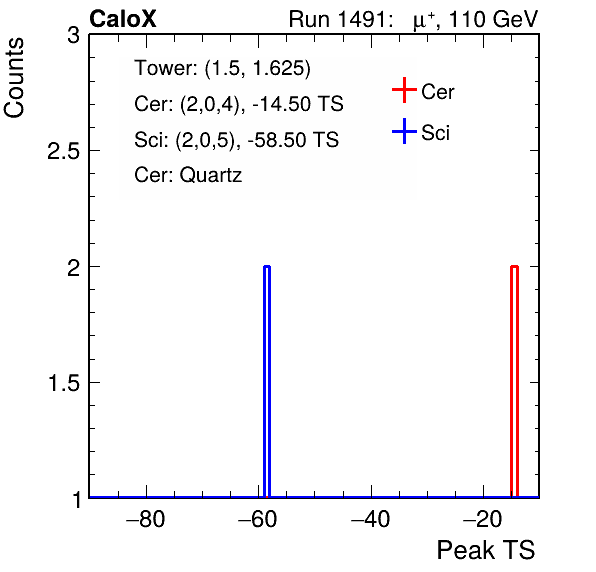 CaloX Run 1491: μ⁺, 110 GeV
Counts
3
2.5
2
1.5
1
Tower: (1.5, 1.625)
Cer: (2,0,4), -14.50 TS
Sci: (2,0,5), -58.50 TS
Cer: Quartz
Cer
Sci
−80 −60 −40 −20
Peak TS